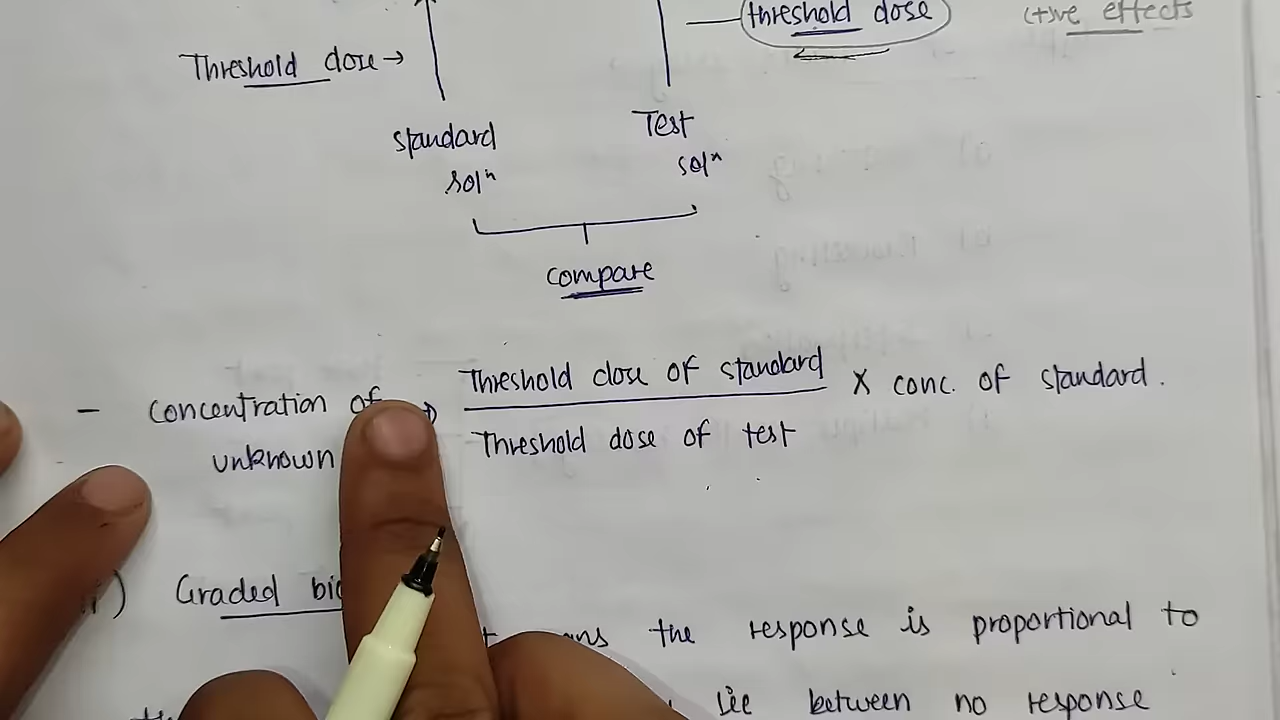 threshold dose
(+)ve effects
Threshold dose →
Standard Test
solⁿ solⁿ
compare
- Concentration of → Threshold dose of standard × conc. of standard.
unknown Threshold dose of test
Graded
the response is proportional to
lie between no response